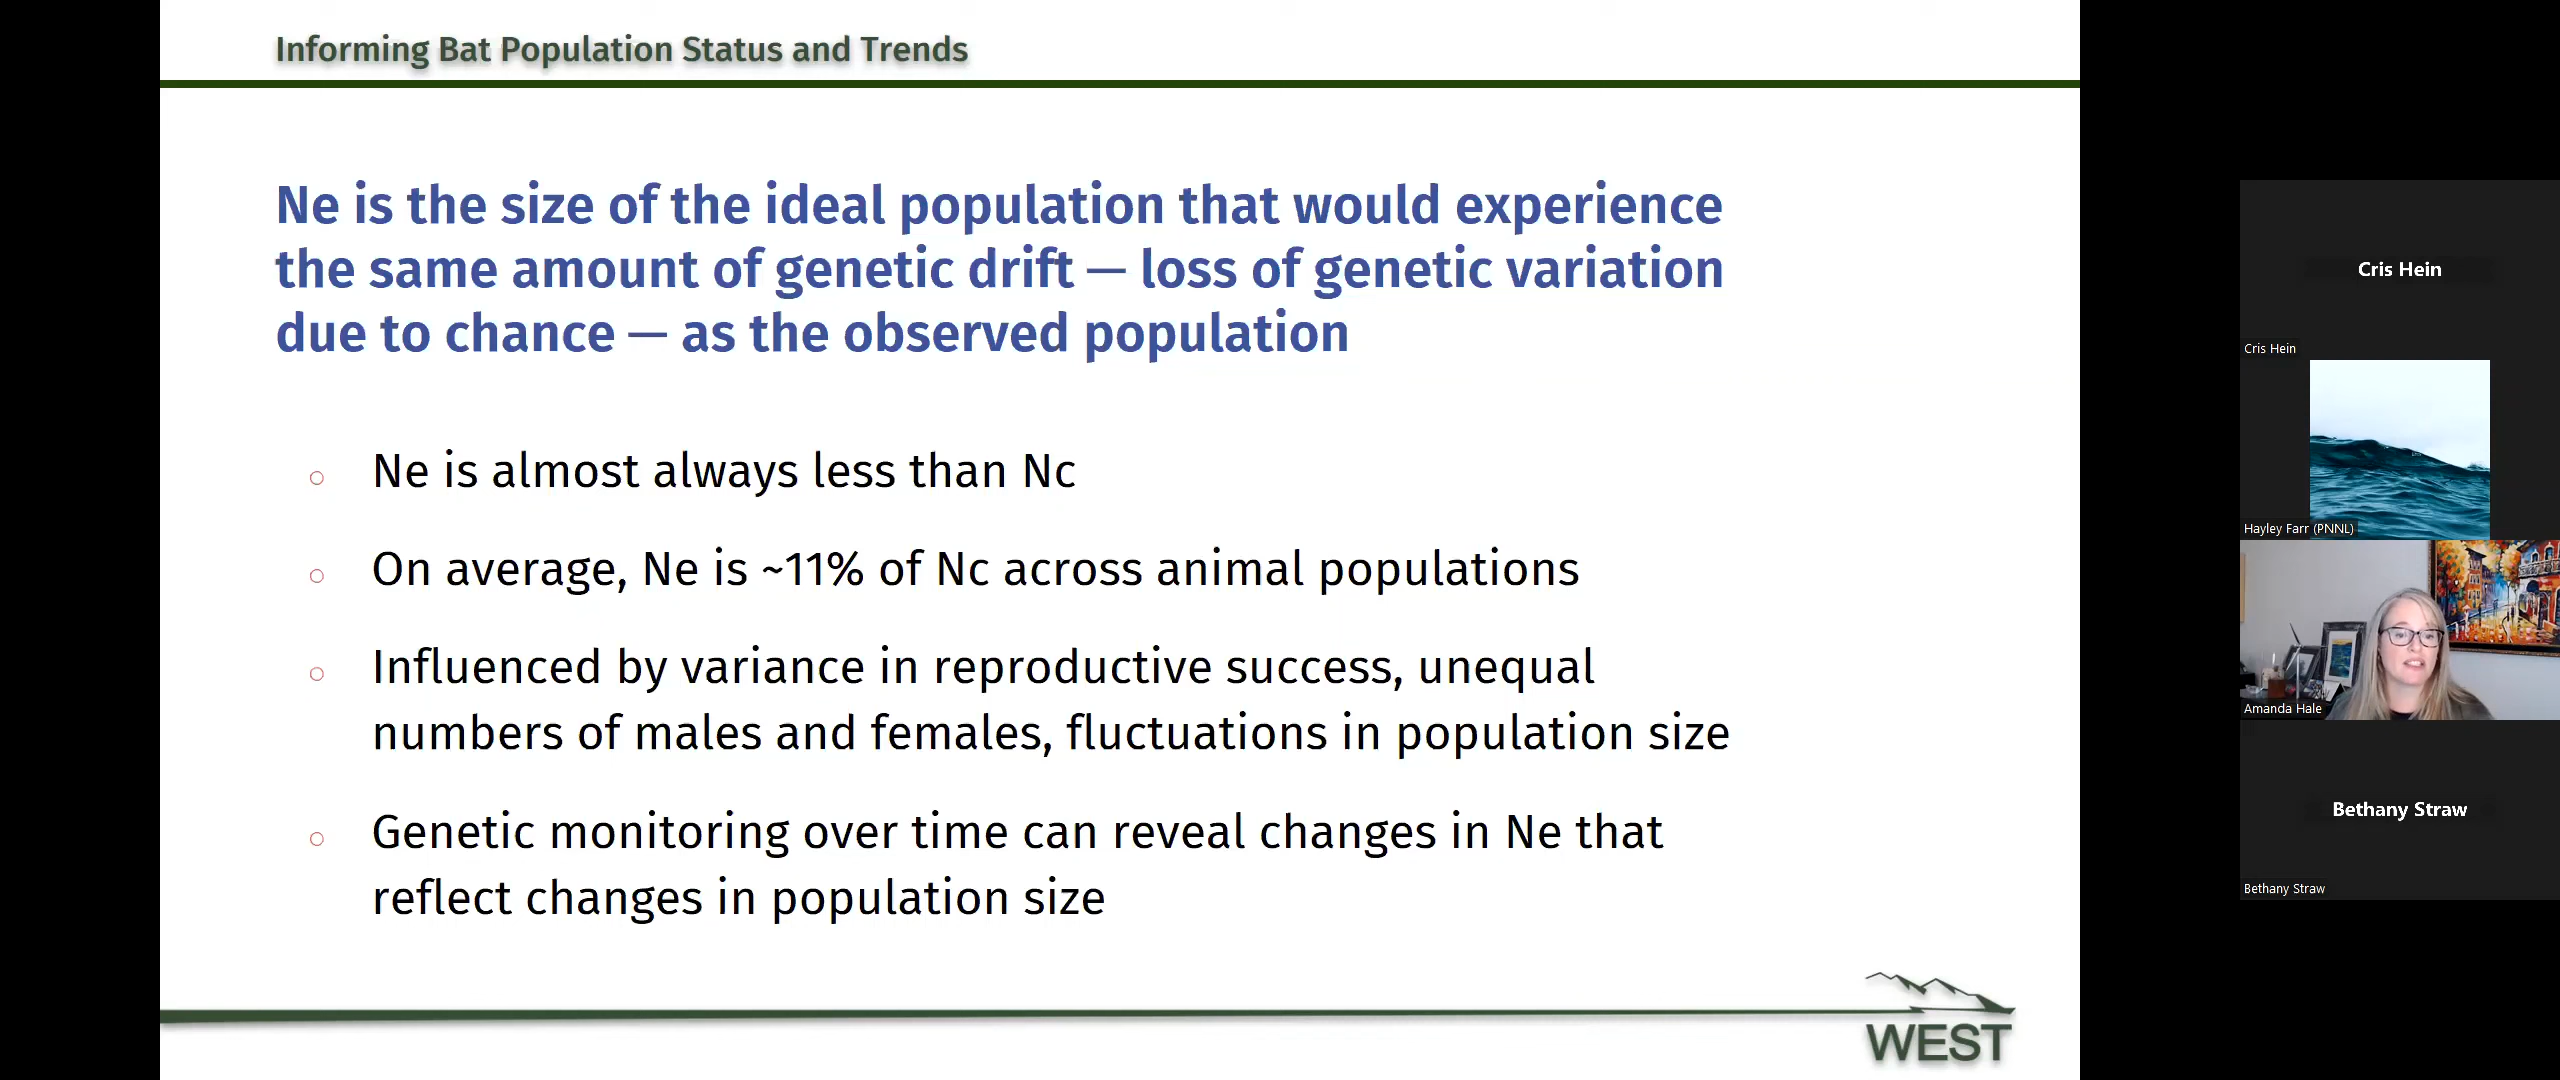 Informing Bat Population Status and Trends
Ne is the size of the ideal population that would experience
the same amount of genetic drift — loss of genetic variation
due to chance — as the observed population
Ne is almost always less than Nc
On average, Ne is ~11% of Nc across animal populations
Influenced by variance in reproductive success, unequal
numbers of males and females, fluctuations in population size
Genetic monitoring over time can reveal changes in Ne that
reflect changes in population size
WEST
Cris Hein
Cris Hein
Hayley Farr (PNNL)
Amanda Hale
Bethany Straw
Bethany Straw